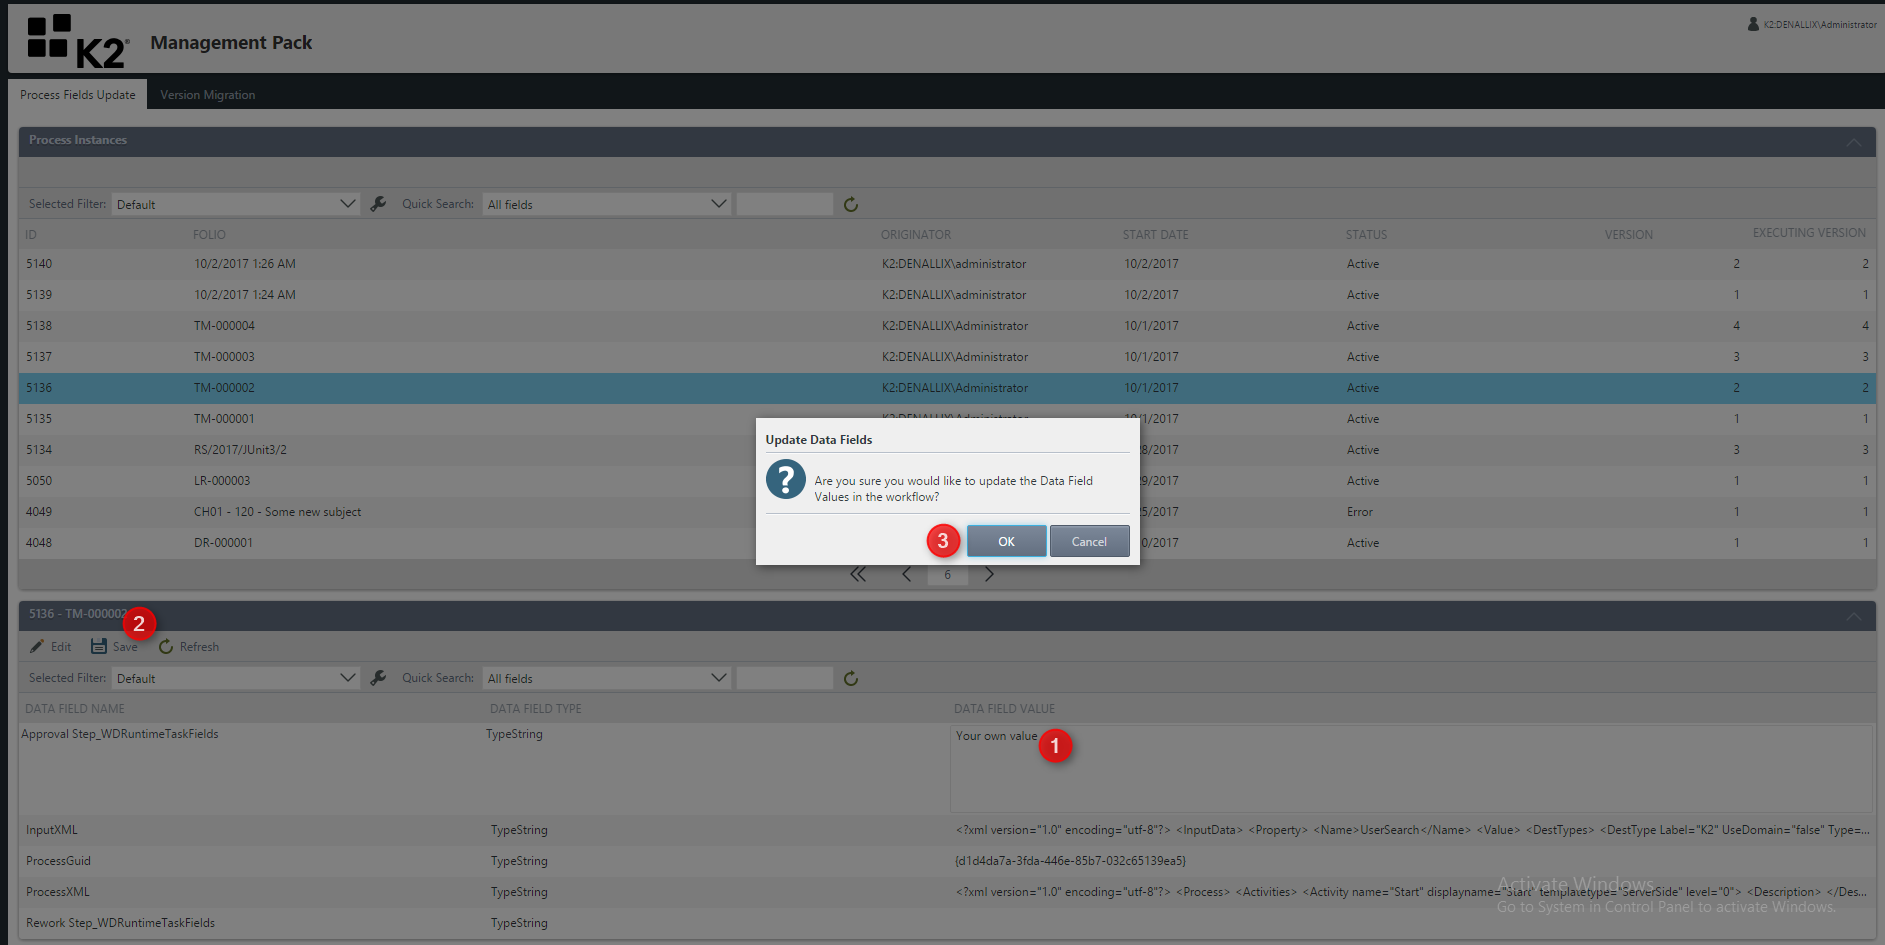 K2® Management Pack
K2:DENALLIX\Administrator
Process Fields Update Version Migration
Process Instances
Selected Filter: Default Quick Search: All fields
ID FOLIO ORIGINATOR START DATE STATUS VERSION EXECUTING VERSION
5140 10/2/2017 1:26 AM K2:DENALLIX\administrator 10/2/2017 Active 2 2
5139 10/2/2017 1:24 AM K2:DENALLIX\administrator 10/2/2017 Active 1 1
5138 TM-000004 K2:DENALLIX\Administrator 10/1/2017 Active 4 4
5137 TM-000003 K2:DENALLIX\Administrator 10/1/2017 Active 3 3
5136 TM-000002 K2:DENALLIX\Administrator 10/1/2017 Active 2 2
5135 TM-000001 K2:DENALLIX\Administrator 10/1/2017 Active 1 1
5134 RS/2017/JUnit3/2 8/2017 Active 3 3
5050 LR-000003 9/2017 Active 1 1
4049 CH01 - 120 - Some new subject 5/2017 Error 1 1
4048 DR-000001 0/2017 Active 1 1
Update Data Fields
? Are you sure you would like to update the Data Field
Values in the workflow?
3 OK Cancel
6
5136 - TM-000002
2
Edit Save Refresh
Selected Filter: Default Quick Search: All fields
DATA FIELD NAME DATA FIELD TYPE DATA FIELD VALUE
Approval Step_WDRuntimeTaskFields TypeString Your own value
1
InputXML TypeString <?xml version="1.0" encoding="utf-8"?> <InputData> <Property> <Name>UserSearch</Name> <Value> <DestTypes> <DestType Label="K2" UseDomain="false" Type=...
ProcessGuid TypeString {d1d4da7a-3fda-446e-85b7-032c65139ea5}
ProcessXML TypeString <?xml version="1.0" encoding="utf-8"?> <Process> <Activities> <Activity name="Start" displayname="Start" templatetype="ServerSide" level="0"> <Description> </Des...
Activate Windows
Go to System in Control Panel to activate Windows.
Rework Step_WDRuntimeTaskFields TypeString